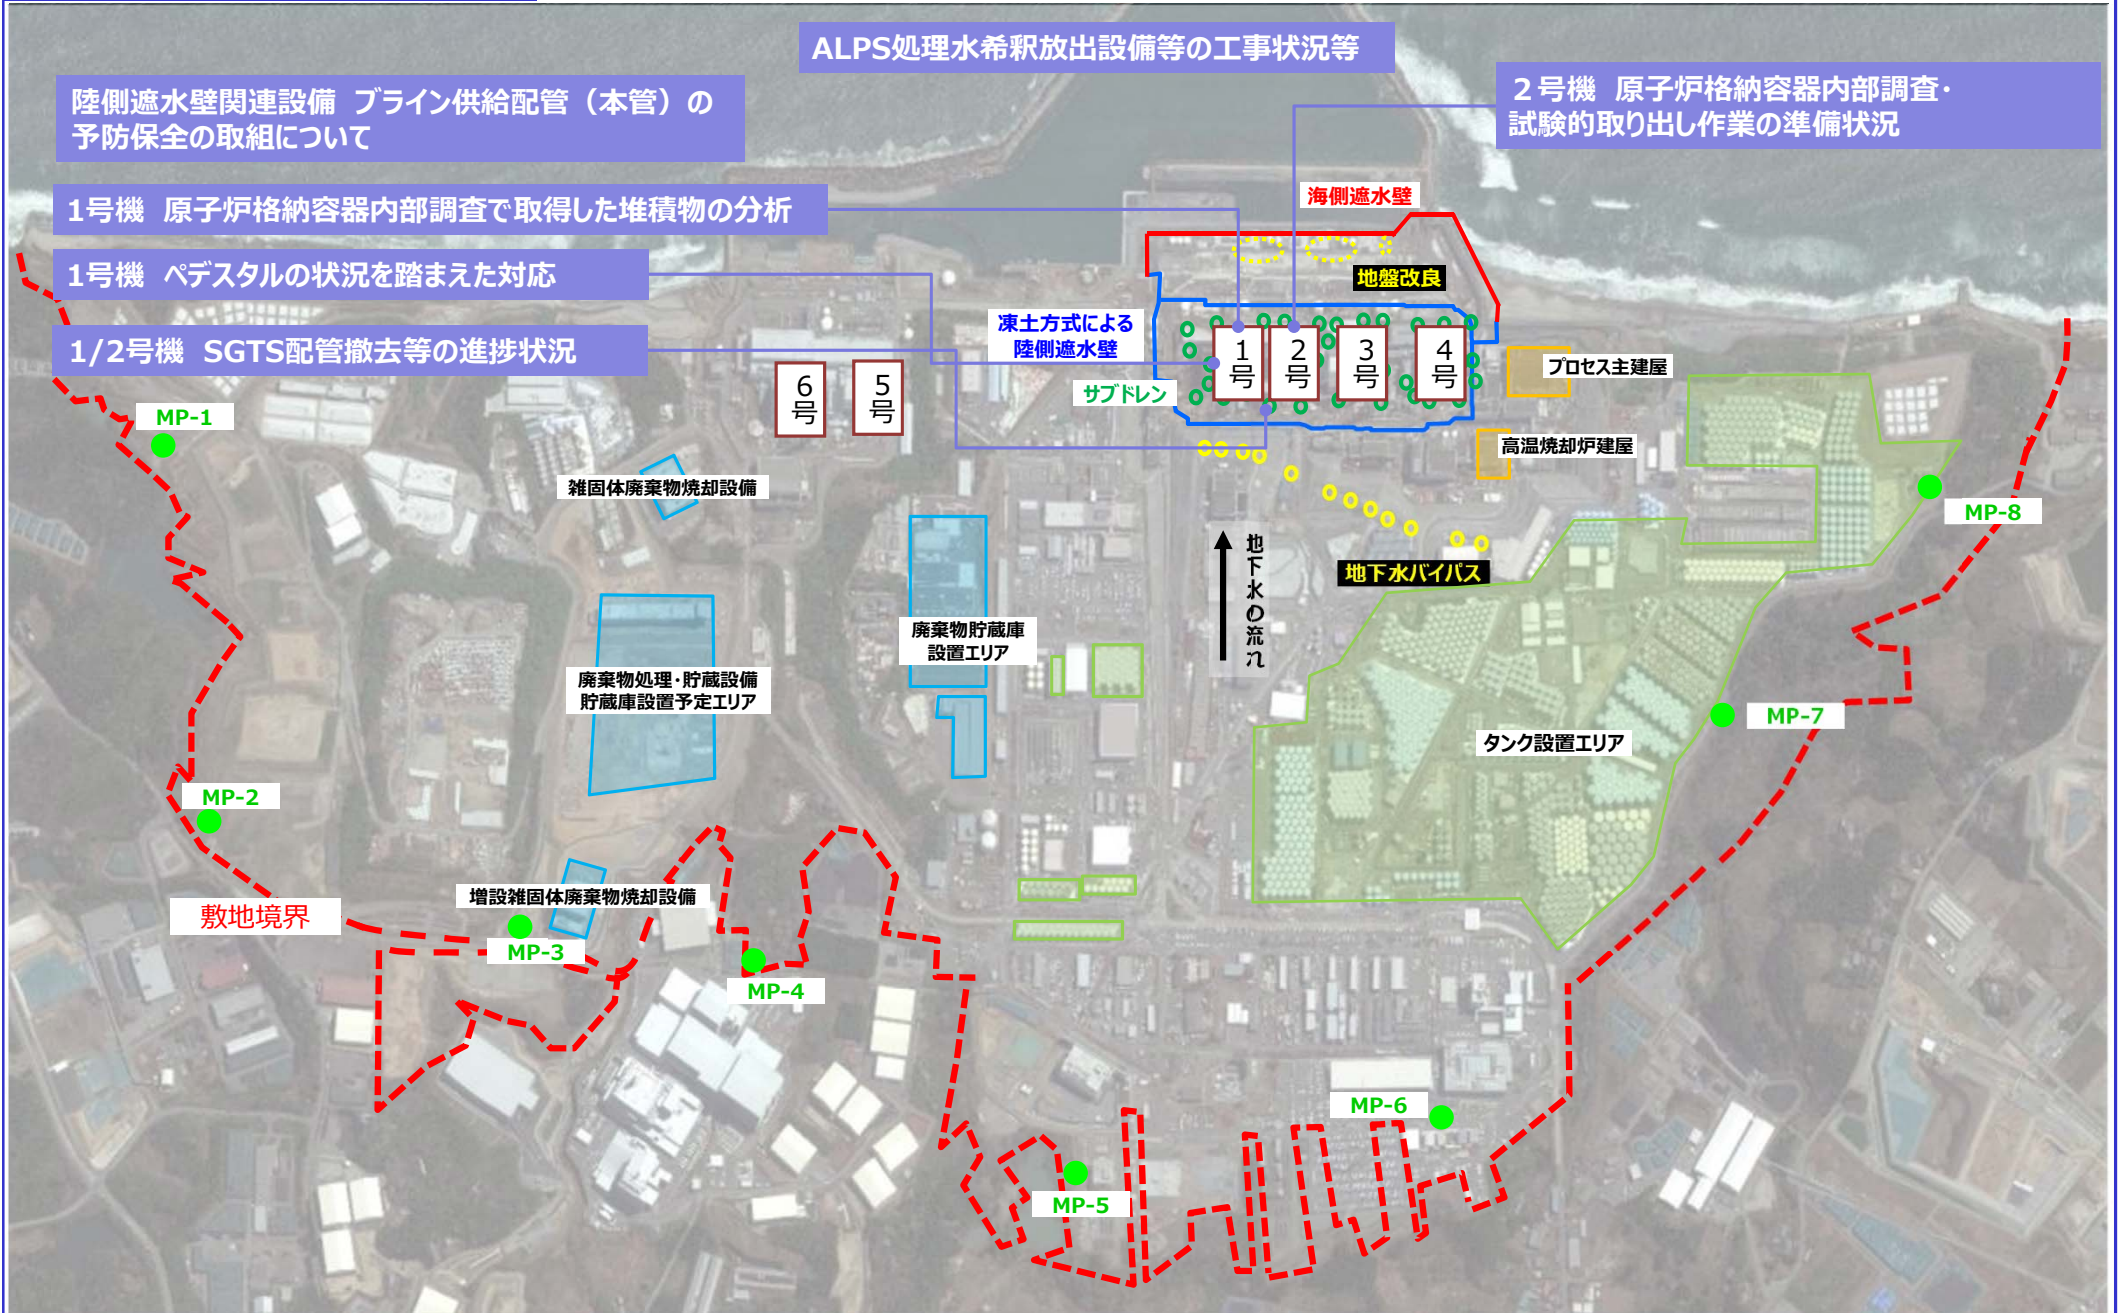 ALPS処理水希釈放出設備等の工事状況等
陸側遮水壁関連設備 ブライン供給配管（本管）の
予防保全の取組について
２号機 原子炉格納容器内部調査・
試験的取り出し作業の準備状況
1号機 原子炉格納容器内部調査で取得した堆積物の分析
1号機 ペデスタルの状況を踏まえた対応
1/2号機 SGTS配管撤去等の進捗状況
海側遮水壁
地盤改良
凍土方式による
陸側遮水壁
サブドレン
1号
2号
3号
4号
6号
5号
プロセス主建屋
高温焼却炉建屋
MP-1
雑固体廃棄物焼却設備
MP-8
地下水の流れ
地下水バイパス
廃棄物貯蔵庫
設置エリア
廃棄物処理・貯蔵設備
貯蔵庫設置予定エリア
MP-7
タンク設置エリア
MP-2
増設雑固体廃棄物焼却設備
敷地境界
MP-3
MP-4
MP-6
MP-5